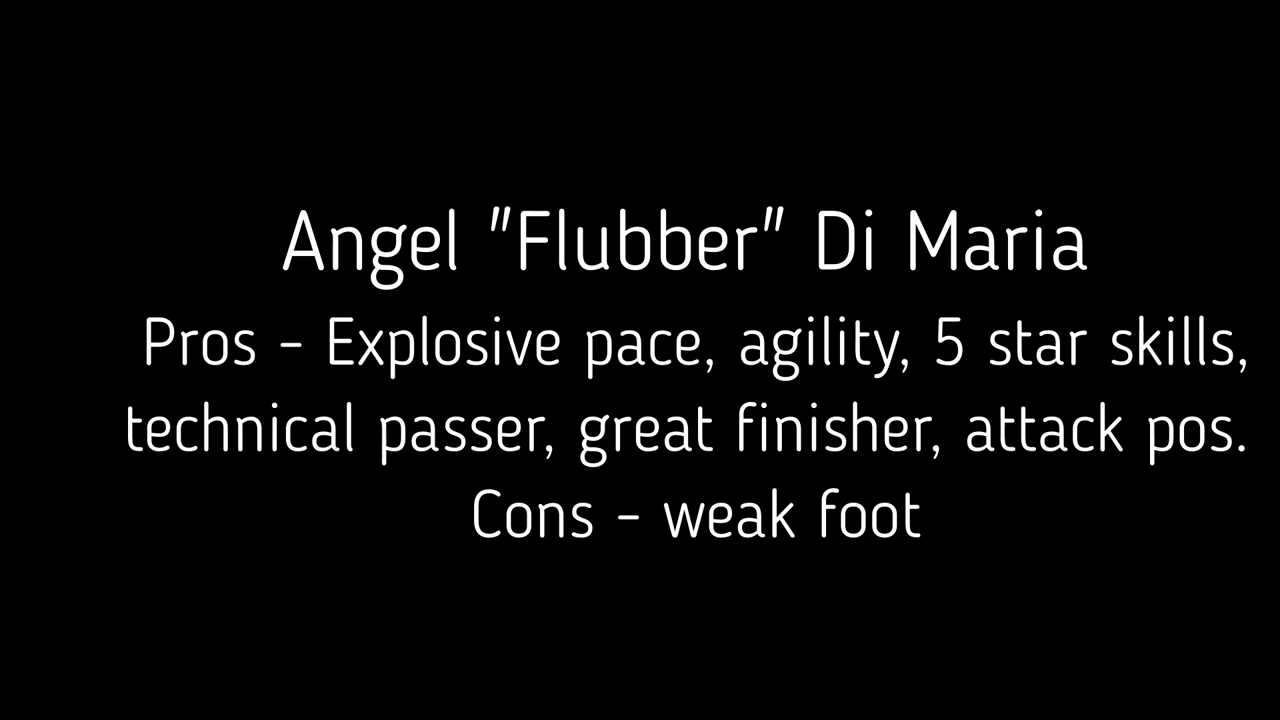 Angel "Flubber" Di Maria
Pros - Explosive pace, agility, 5 star skills,
technical passer, great finisher, attack pos.
Cons - weak foot